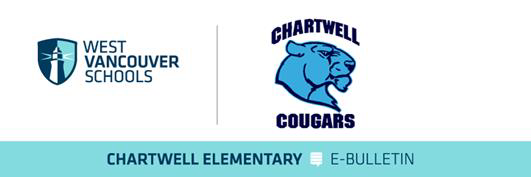 WEST
VANCOUVER
SCHOOLS
CHARTWELL
COUGARS
CHARTWELL ELEMENTARY E-BULLETIN